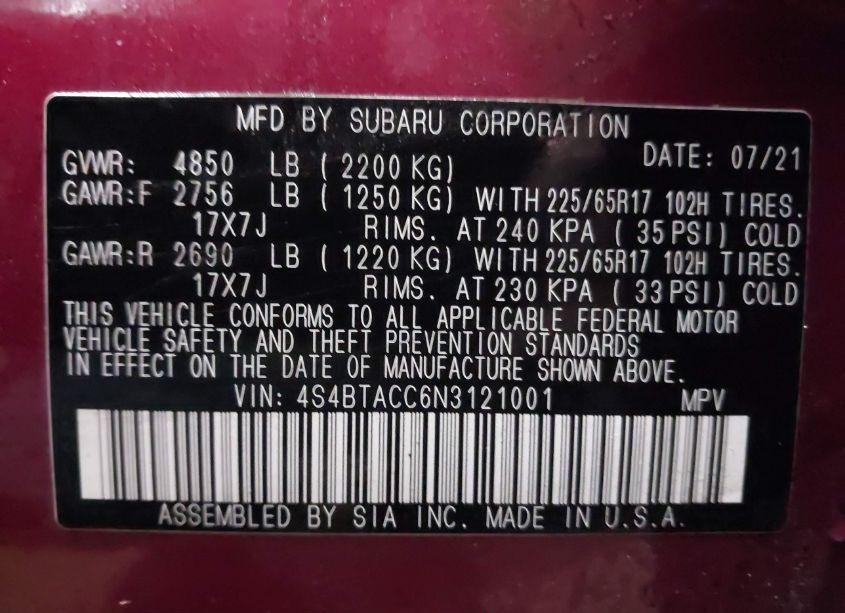 MFD BY SUBARU CORPORATION
DATE: 07/21
GVWR: 4850 LB ( 2200 KG)
GAWR:F 2756 LB ( 1250 KG) WITH 225/65R17 102H TIRES.
17X7J RIMS. AT 240 KPA ( 35 PSI) COLD
GAWR:R 2690 LB ( 1220 KG) WITH 225/65R17 102H TIRES.
17X7J RIMS. AT 230 KPA ( 33 PSI) COLD
THIS VEHICLE CONFORMS TO ALL APPLICABLE FEDERAL MOTOR
VEHICLE SAFETY AND THEFT PREVENTION STANDARDS
IN EFFECT ON THE DATE OF MANUFACTURE SHOWN ABOVE.
VIN: 4S4BTACC6N3121001 MPV
ASSEMBLED BY SIA INC. MADE IN U.S.A.